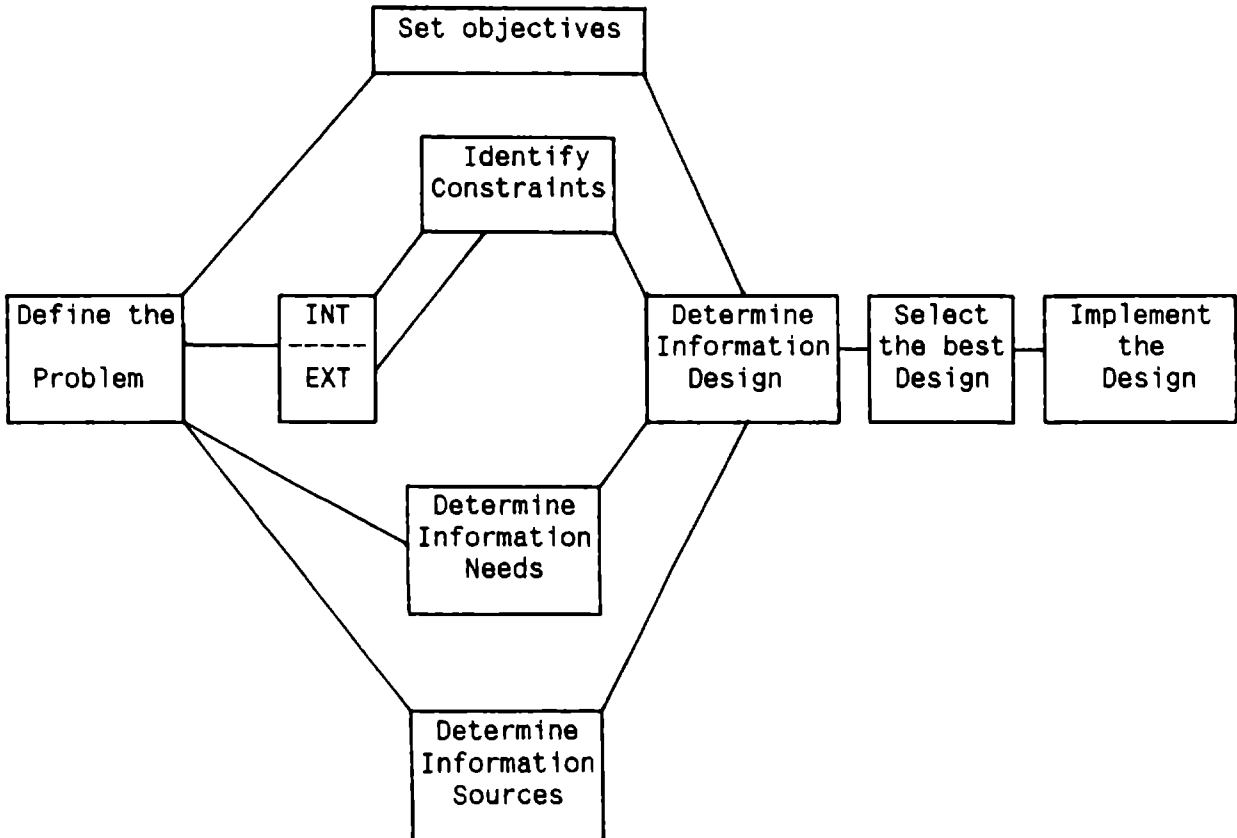 Set objectives
Identify
Constraints
Define the
Problem
INT
-----
EXT
Determine
Information
Design
Select
the best
Design
Implement
the
Design
Determine
Information
Needs
Determine
Information
Sources